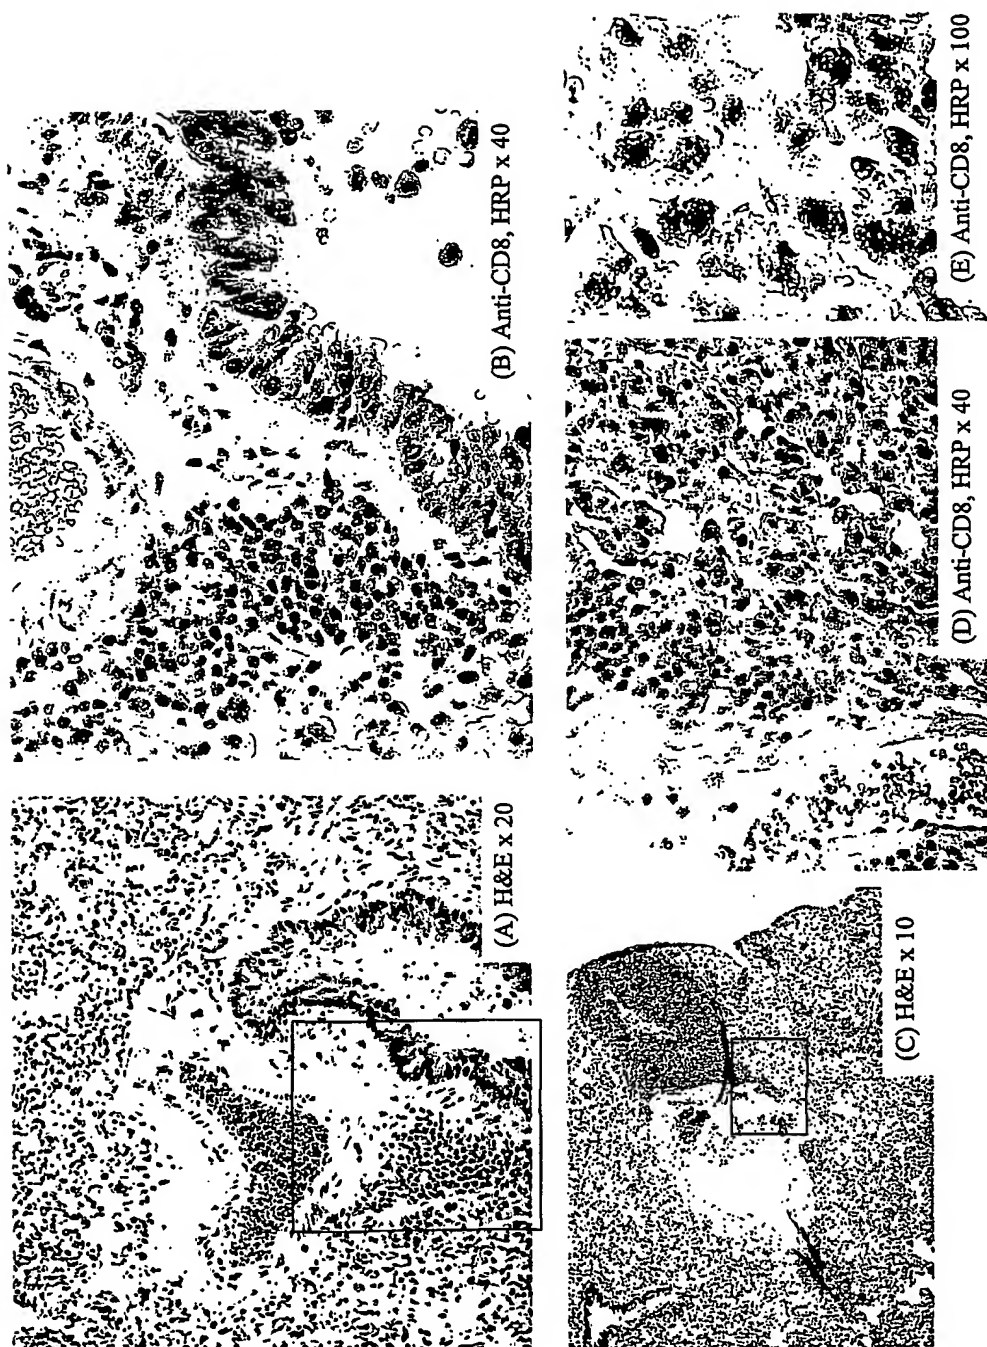 (A) H&E x 20
(B) Anti-CD8, HRP x 40
(C) H&E x 10
(D) Anti-CD8, HRP x 40
(E) Anti-CD8, HRP x 100